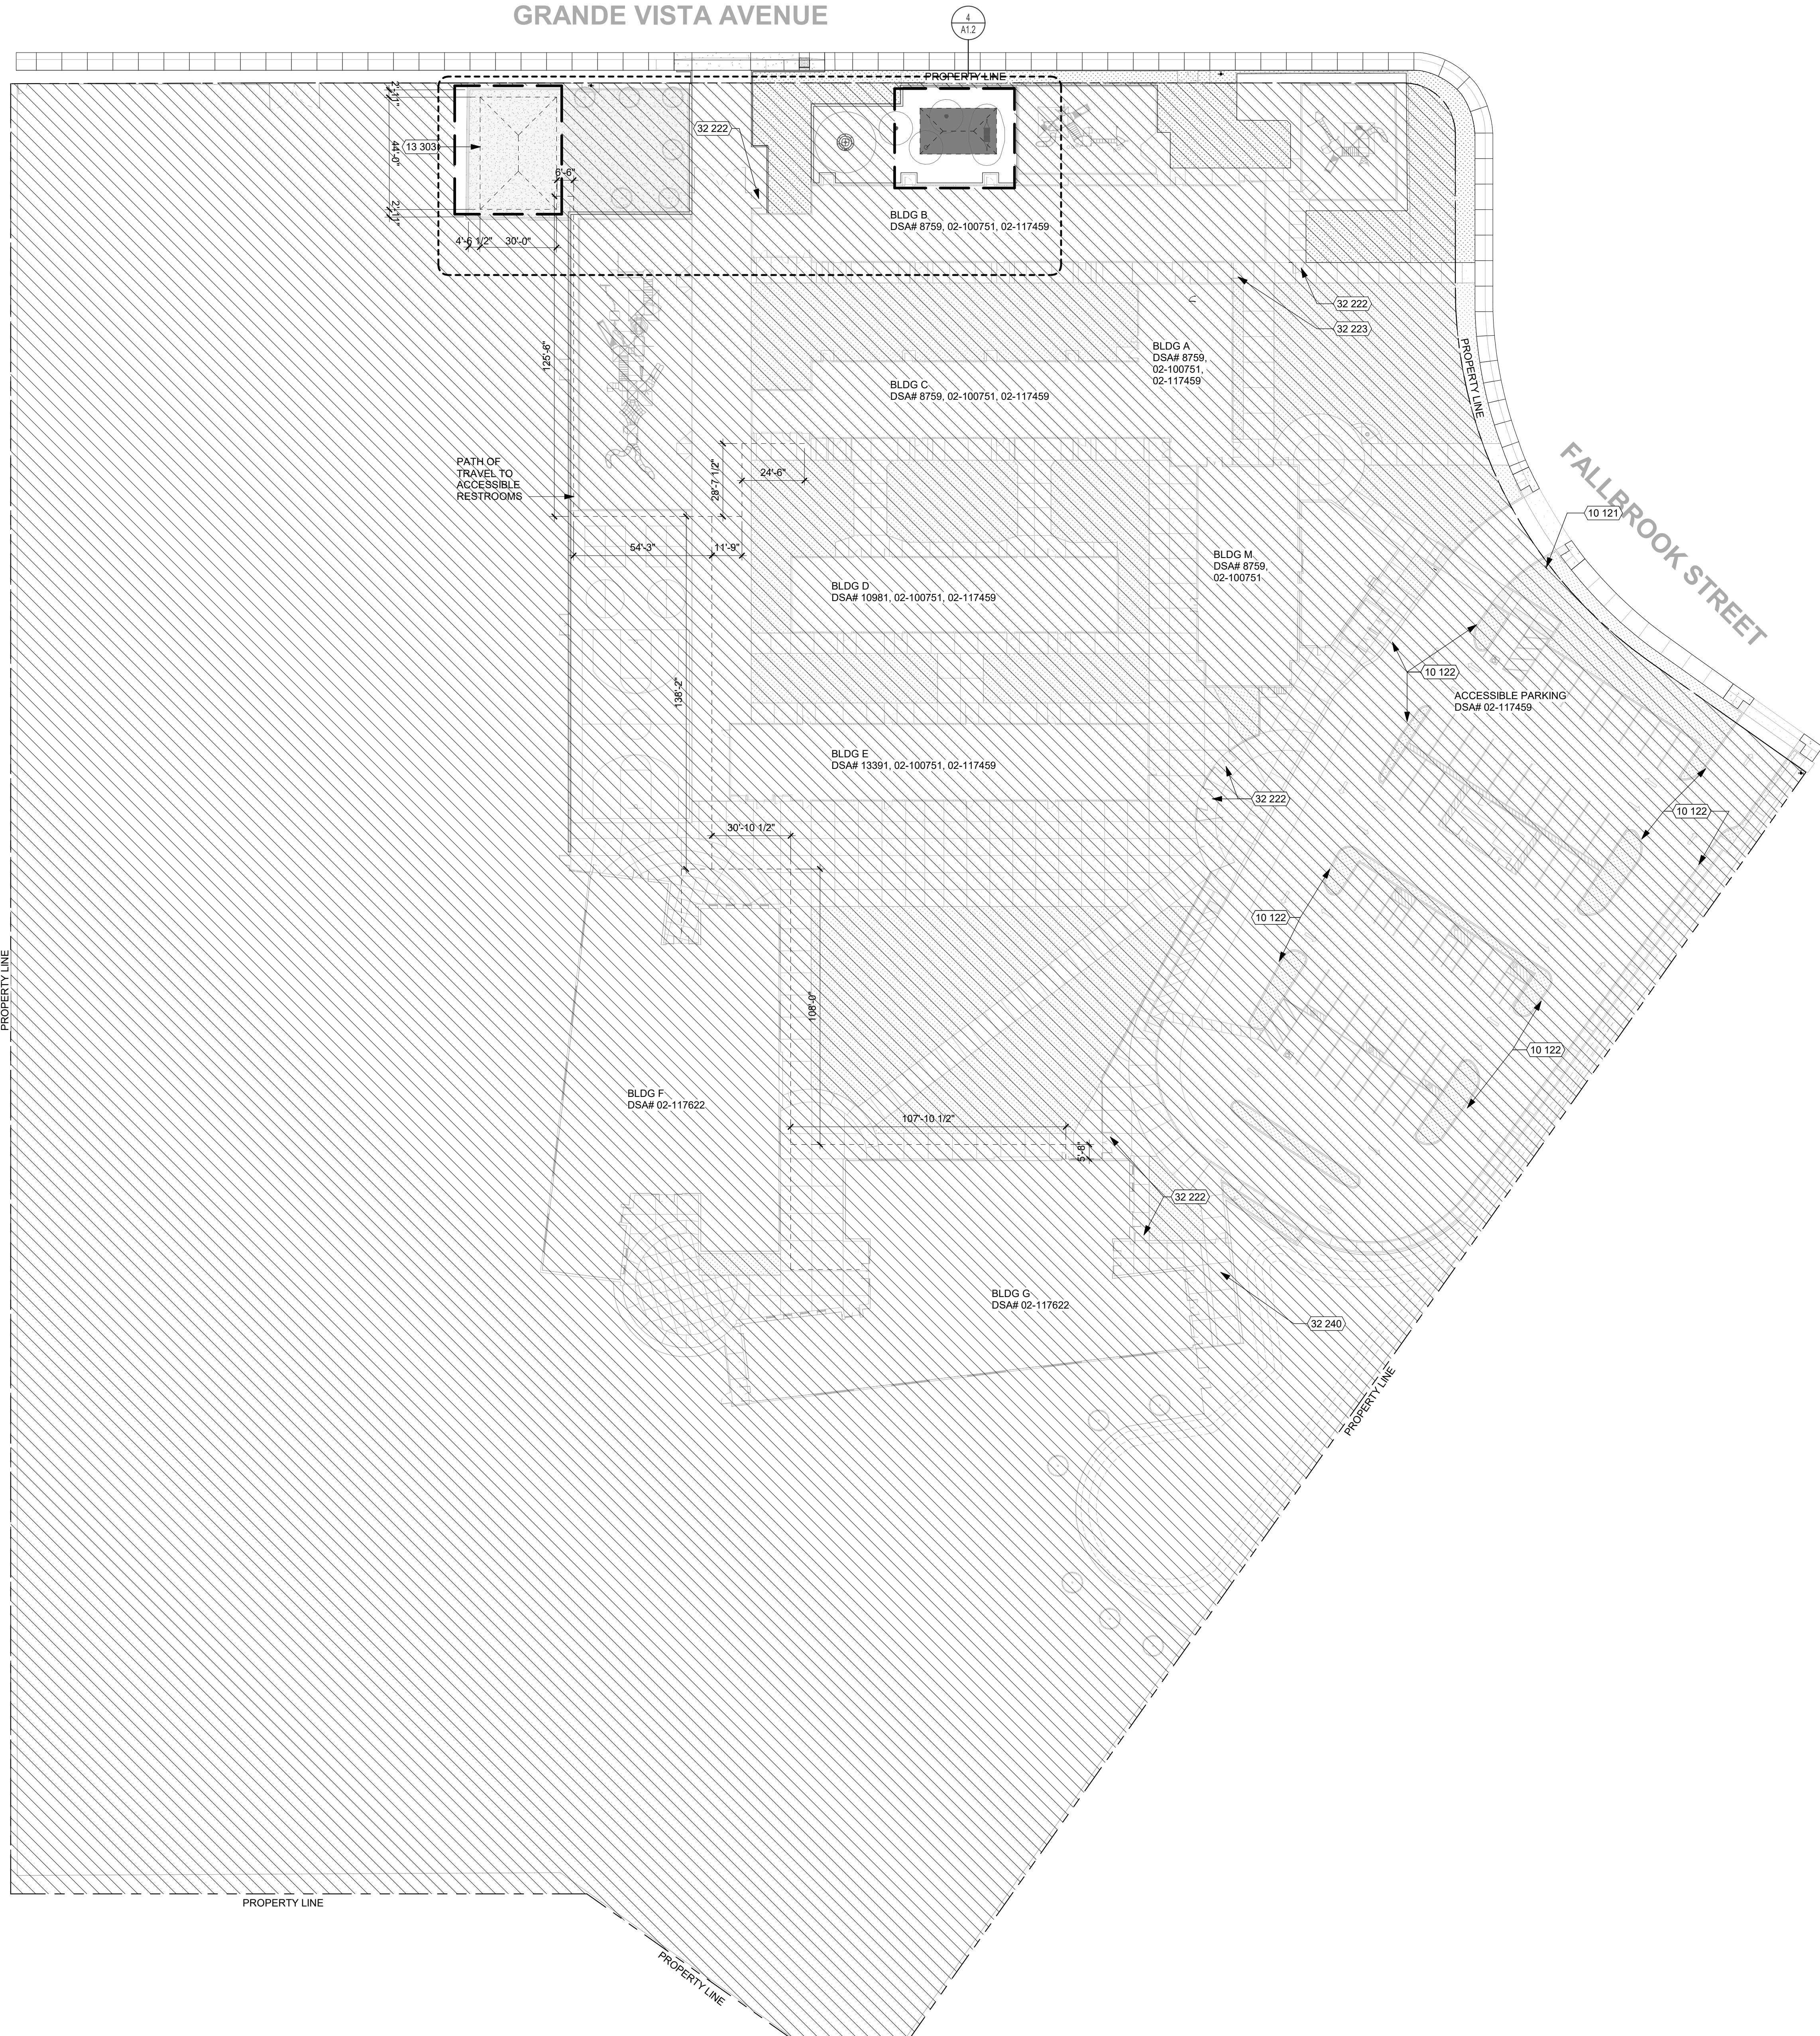 GRANDE VISTA AVENUE
4
A1.2
PROPERTY LINE
2'-11"
44'-0"
2'-11"
13 303
6'-6"
4'-6 1/2"
30'-0"
32 222
BLDG B
DSA# 8759, 02-100751, 02-117459
32 222
32 223
125'-6"
BLDG A
DSA# 8759,
02-100751,
02-117459
PROPERTY LINE
BLDG C
DSA# 8759, 02-100751, 02-117459
FALLBROOK STREET
PATH OF
TRAVEL TO
ACCESSIBLE
RESTROOMS
28'-7 1/2"
24'-6"
10 121
54'-3"
11'-9"
BLDG M
DSA# 8759,
02-100751
BLDG D
DSA# 10981, 02-100751, 02-117459
10 122
138'-2"
ACCESSIBLE PARKING
DSA# 02-117459
BLDG E
DSA# 13391, 02-100751, 02-117459
32 222
10 122
30'-10 1/2"
10 122
PROPERTY LINE
108'-0"
10 122
BLDG F
DSA# 02-117622
107'-10 1/2"
5'-8"
32 222
BLDG G
DSA# 02-117622
32 240
PROPERTY LINE
PROPERTY LINE
PROPERTY LINE